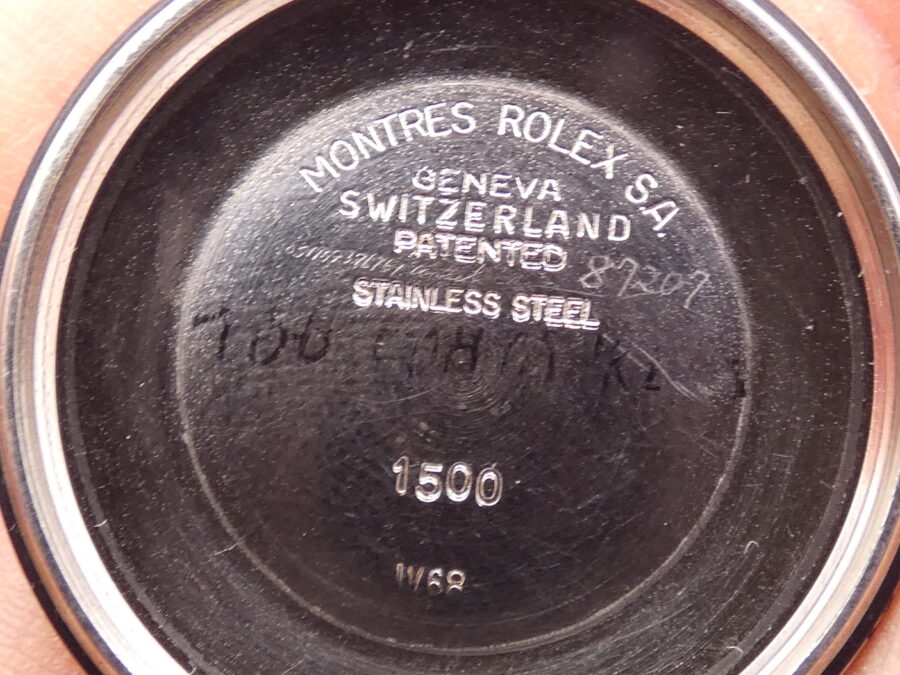 MONTRES ROLEX S.A.
GENEVA
SWITZERLAND
PATENTED
87207
STAINLESS STEEL
1500
IV68